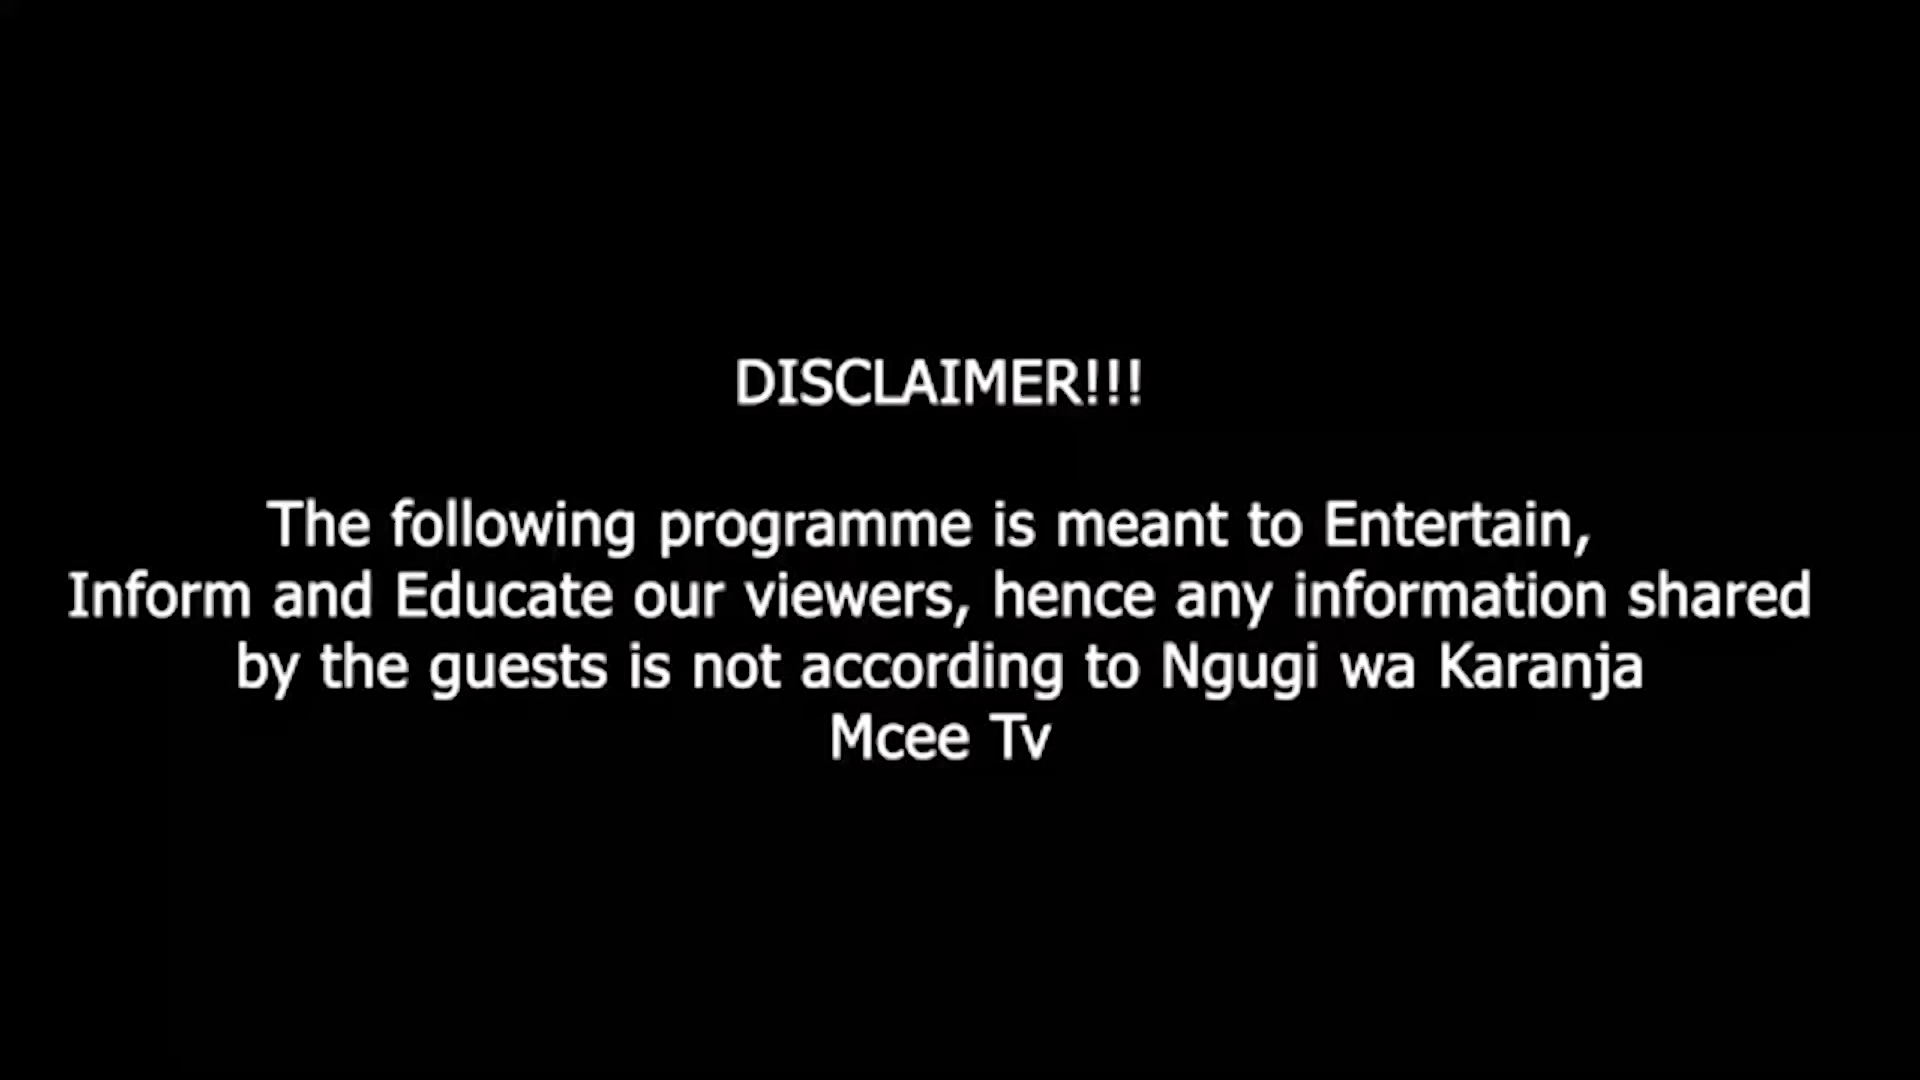 DISCLAIMER!!!
The following programme is meant to Entertain,
Inform and Educate our viewers, hence any information shared
by the guests is not according to Ngugi wa Karanja
Mcee Tv